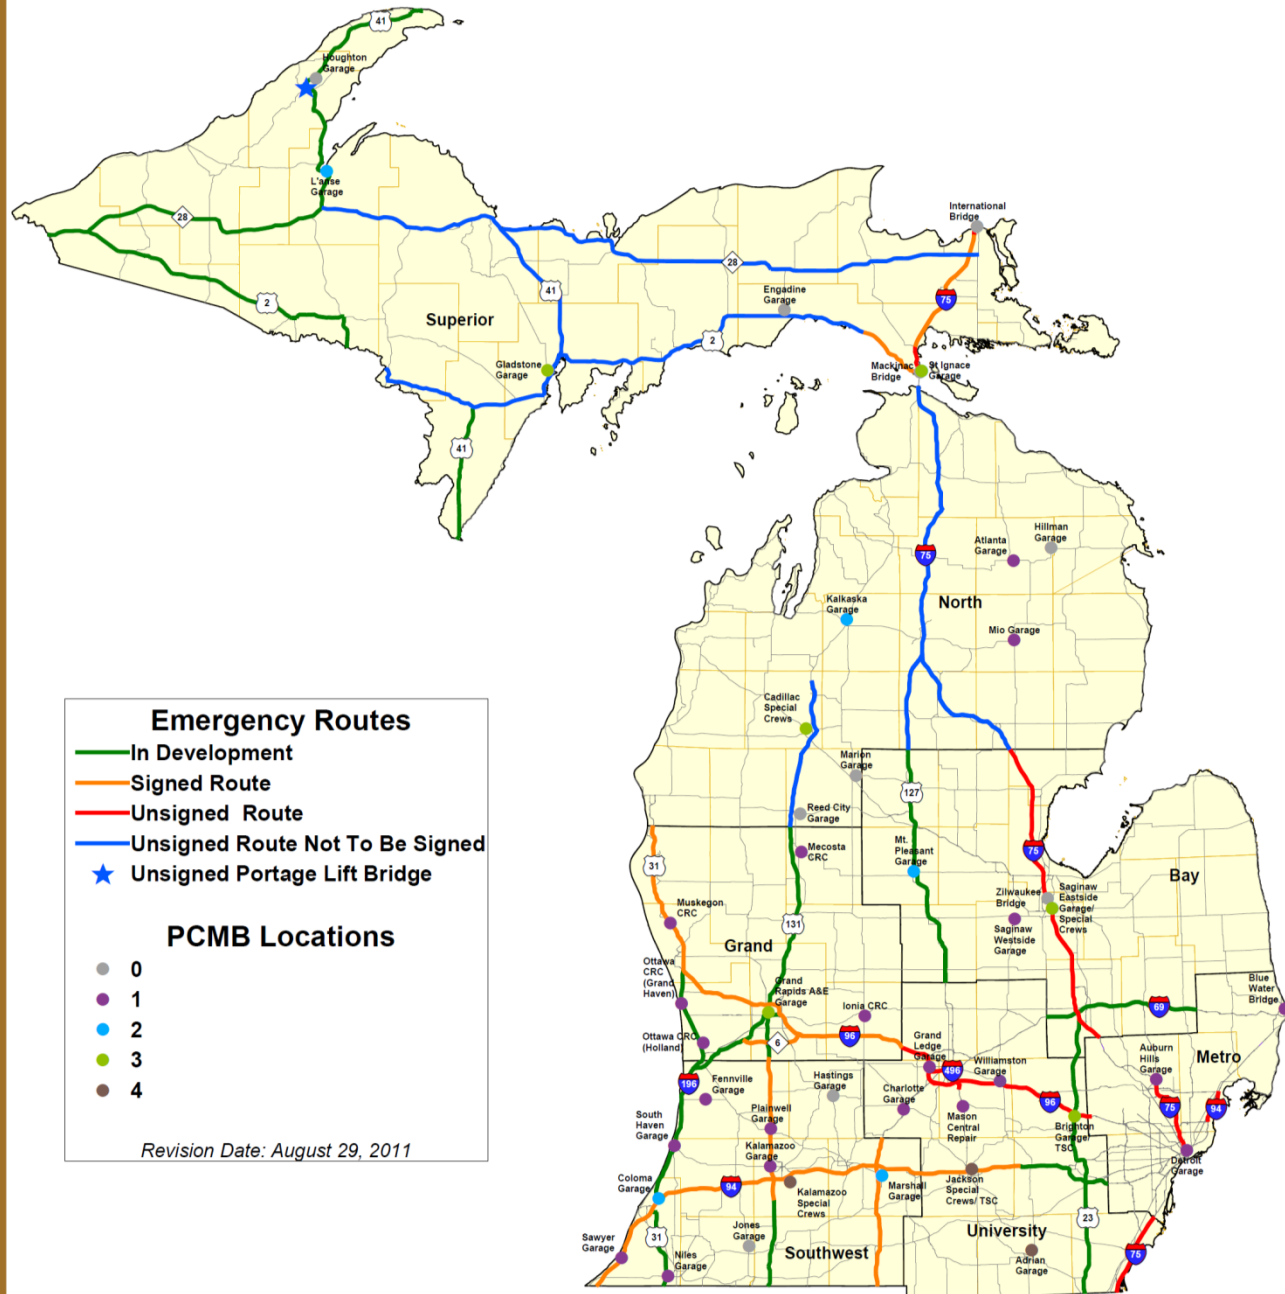 41
Houghton
Garage
L'anse
Garage
28
2
Superior
41
Gladstone
Garage
41
28
2
Engadine
Garage
International
Bridge
75
Mackinac
Bridge
St Ignace
Garage
75
Atlanta
Garage
Hillman
Garage
North
Kalkaska
Garage
Mio Garage
Cadillac
Special
Crews
Marion
Garage
127
Reed City
Garage
Mecosta
CRC
Mt.
Pleasant
Garage
75
31
Zilwaukee
Bridge
Saginaw
Eastside
Garage/
Special
Crews
Bay
Muskegon
CRC
131
Saginaw
Westside
Garage
Grand
Ottawa
CRC
(Grand
Haven)
Grand
Rapids A&E
Garage
Ionia CRC
Blue
Water
Bridge
69
Ottawa CRC
(Holland)
6
96
Grand
Ledge
Garage
496
Williamston
Garage
Auburn
Hills
Garage
Metro
196
Fennville
Garage
Hastings
Garage
Charlotte
Garage
Mason
Central
Repair
96
75
94
South
Haven
Garage
Plainwell
Garage
Brighton
Garage/
TSC
Kalamazoo
Garage
Detroit
Garage
Coloma
Garage
94
Kalamazoo
Special
Crews
Marshall
Garage
Jackson
Special
Crews/ TSC
31
Jones
Garage
23
Sawyer
Garage
Southwest
University
Niles
Garage
Adrian
Garage
75
Emergency Routes
In Development
Signed Route
Unsigned Route
Unsigned Route Not To Be Signed
Unsigned Portage Lift Bridge
PCMB Locations
0
1
2
3
4
Revision Date: August 29, 2011